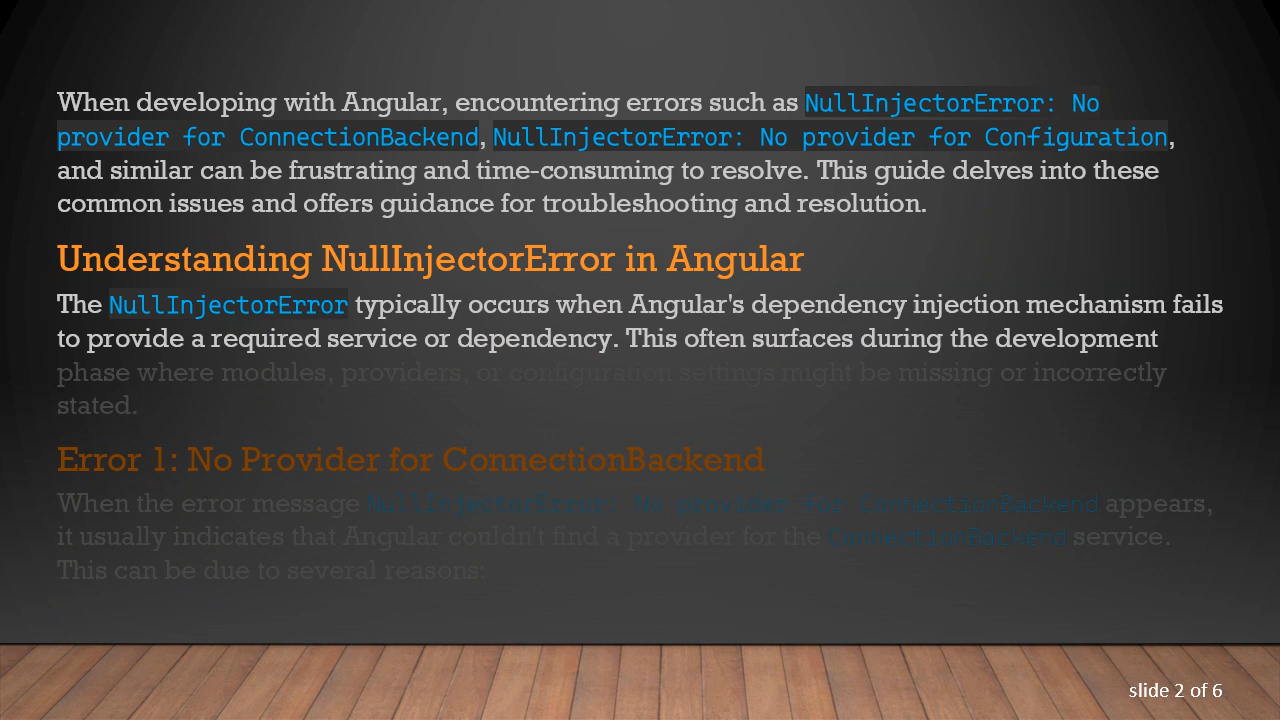 When developing with Angular, encountering errors such as NullInjectorError: No
provider for ConnectionBackend, NullInjectorError: No provider for Configuration,
and similar can be frustrating and time-consuming to resolve. This guide delves into these
common issues and offers guidance for troubleshooting and resolution.
Understanding NullInjectorError in Angular
The NullInjectorError typically occurs when Angular's dependency injection mechanism fails
to provide a required service or dependency. This often surfaces during the development
phase where modules, providers, or configuration settings might be missing or incorrectly
stated.
Error 1: No Provider for ConnectionBackend
When the error message NullInjectorError: No provider for ConnectionBackend appears,
it usually indicates that Angular couldn't find a provider for the ConnectionBackend service.
This can be due to several reasons:
slide 2 of 6